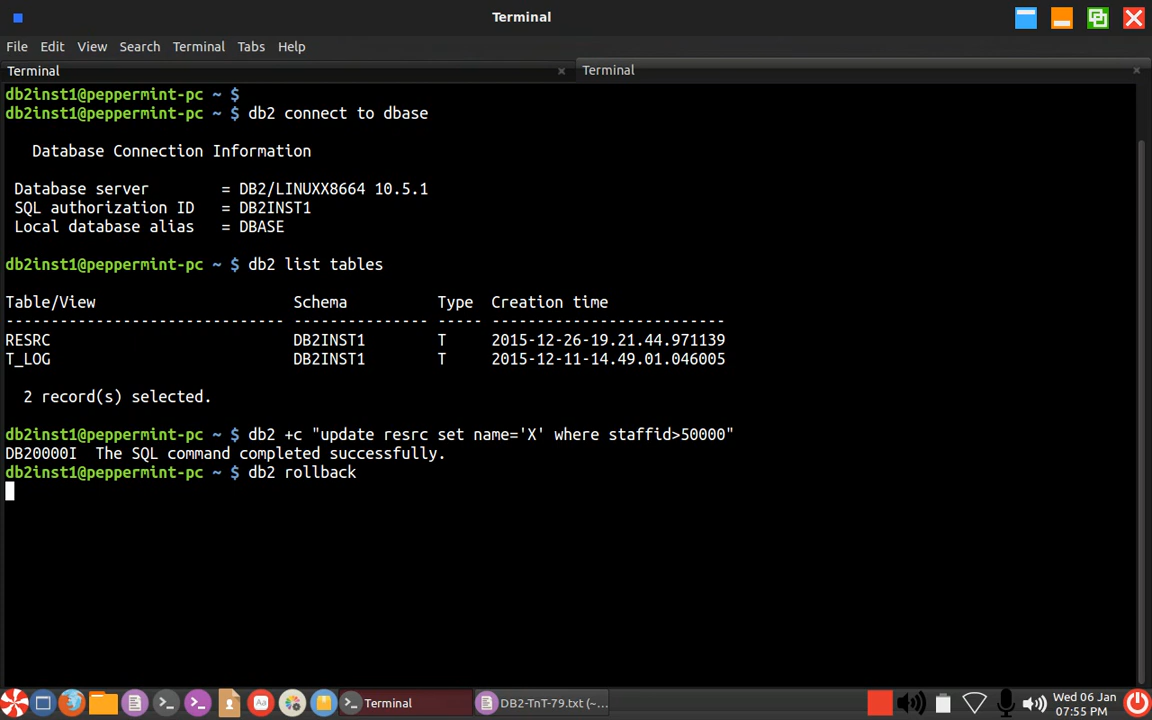 Terminal
File Edit View Search Terminal Tabs Help
Terminal × Terminal ×
db2inst1@peppermint-pc ~ $
db2inst1@peppermint-pc ~ $ db2 connect to dbase
Database Connection Information
Database server = DB2/LINUXX8664 10.5.1
SQL authorization ID = DB2INST1
Local database alias = DBASE
db2inst1@peppermint-pc ~ $ db2 list tables
Table/View Schema Type Creation time
------------------------------- --------------- ----- --------------------------
RESRC DB2INST1 T 2015-12-26-19.21.44.971139
T_LOG DB2INST1 T 2015-12-11-14.49.01.046005
2 record(s) selected.
db2inst1@peppermint-pc ~ $ db2 +c "update resrc set name='X' where staffid>50000"
DB20000I The SQL command completed successfully.
db2inst1@peppermint-pc ~ $ db2 rollback
Terminal DB2-TnT-79.txt (~... Wed 06 Jan
07:55 PM